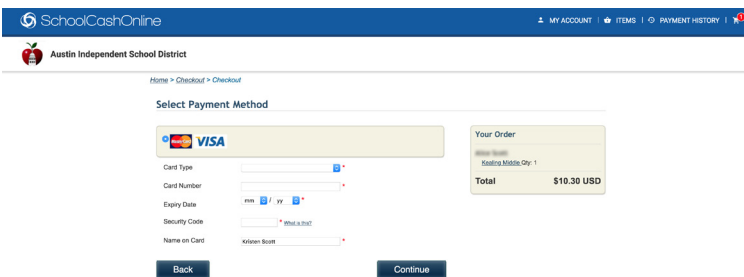 SchoolCashOnline
MY ACCOUNT | ITEMS | PAYMENT HISTORY | 1
Austin Independent School District
Home > Checkout > Checkout
Select Payment Method
MasterCard VISA
Card Type *
Card Number *
Expiry Date mm / yy *
Security Code * What is this?
Name on Card Kristen Scott *
Back Continue
Your Order
Kealing Middle Qty: 1
Total $10.30 USD